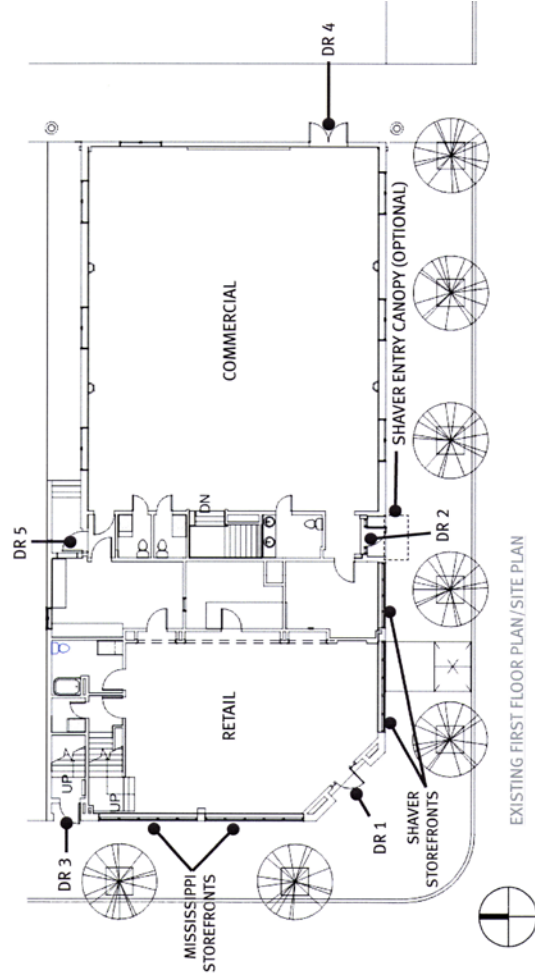 DR 4
SHAVER ENTRY CANOPY (OPTIONAL)
COMMERCIAL
DN
DR 5
DR 2
RETAIL
UP
UP
DR 3
DR 1
SHAVER
STOREFRONTS
MISSISSIPPI
STOREFRONTS
EXISTING FIRST FLOOR PLAN/SITE PLAN